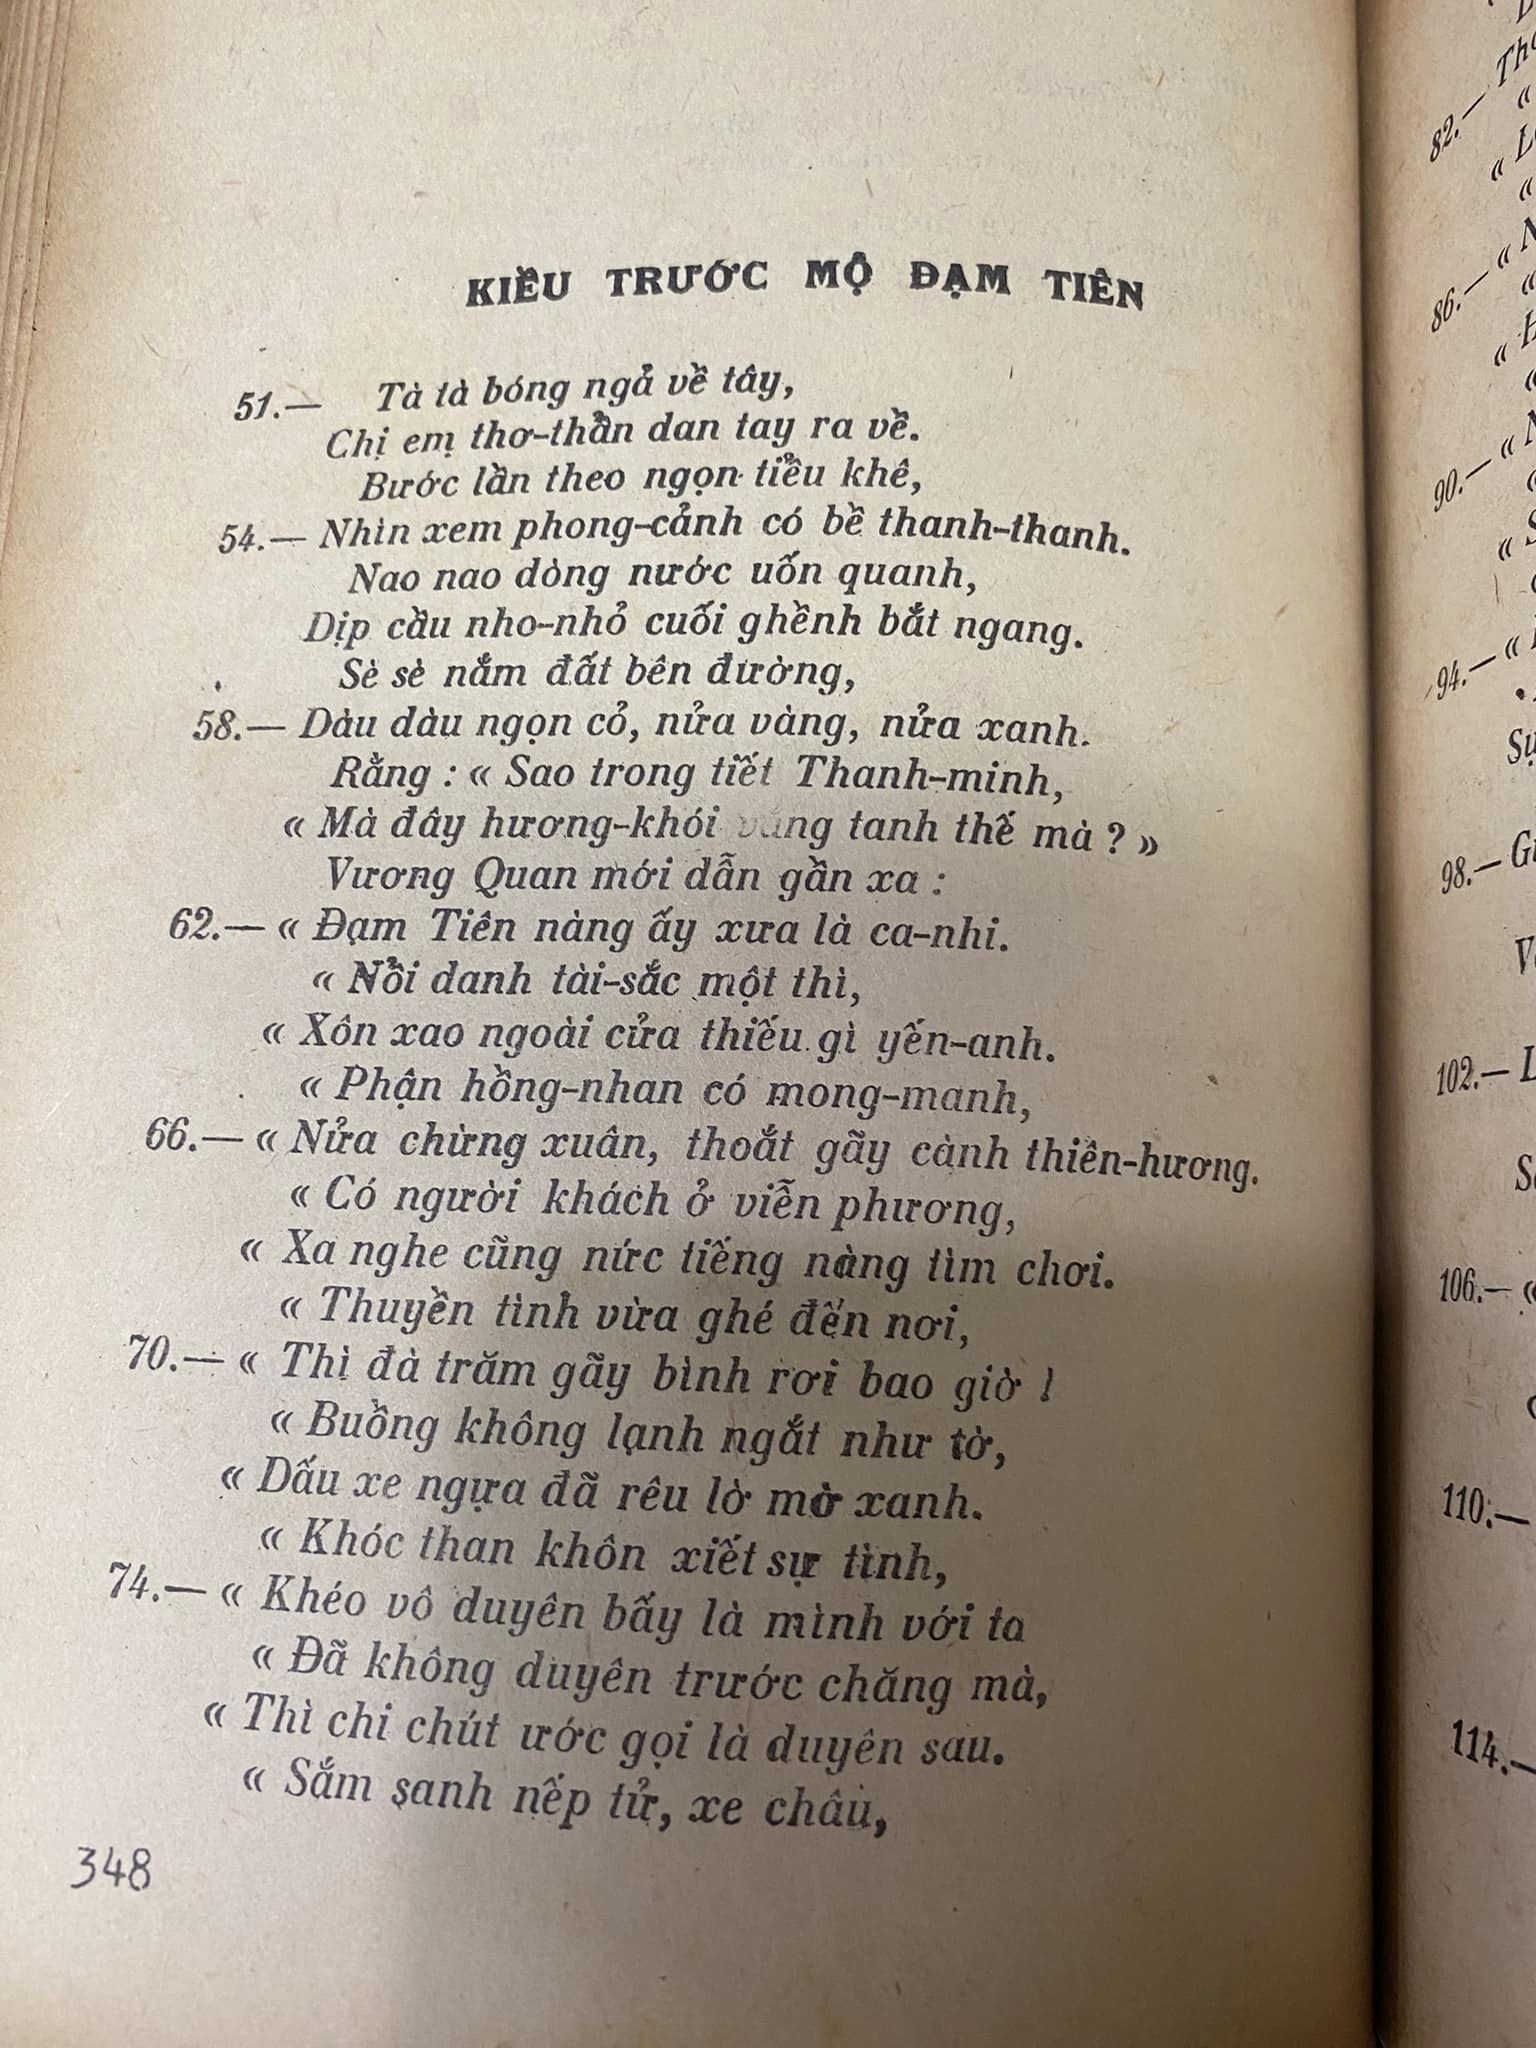 KIỀU TRƯỚC MỘ ĐẠM TIÊN
51.— Tà tà bóng ngả về tây,
Chị em thơ-thẩn dan tay ra về.
Bước lần theo ngọn tiểu khê,
54.— Nhìn xem phong-cảnh có bề thanh-thanh.
Nao nao dòng nước uốn quanh,
Dịp cầu nho-nhỏ cuối ghềnh bắt ngang.
Sè sè nắm đất bên đường,
58.— Dàu dàu ngọn cỏ, nửa vàng, nửa xanh.
Rằng : « Sao trong tiết Thanh-minh,
« Mà đây hương-khói vắng tanh thế mà ? »
Vương Quan mới dẫn gần xa :
62.— « Đạm Tiên nàng ấy xưa là ca-nhi.
« Nổi danh tài-sắc một thì,
« Xôn xao ngoài cửa thiếu gì yến-anh.
« Phận hồng-nhan có mong-manh,
66.— « Nửa chừng xuân, thoắt gãy cành thiên-hương.
« Có người khách ở viễn phương,
« Xa nghe cũng nức tiếng nàng tìm chơi.
« Thuyền tình vừa ghé đến nơi,
70.— « Thì đà trăm gãy bình rơi bao giờ !
« Buồng không lạnh ngắt như tờ,
« Dấu xe ngựa đã rêu lờ mờ xanh.
« Khóc than khôn xiết sự tình,
74.— « Khéo vô duyên bấy là mình với ta
« Đã không duyên trước chăng mà,
« Thì chi chút ước gọi là duyên sau.
« Sắm sanh nếp tử, xe châu,
348
82.—
86.—
90.—
94.—
98.—
102.—
106.—
110.—
114.—